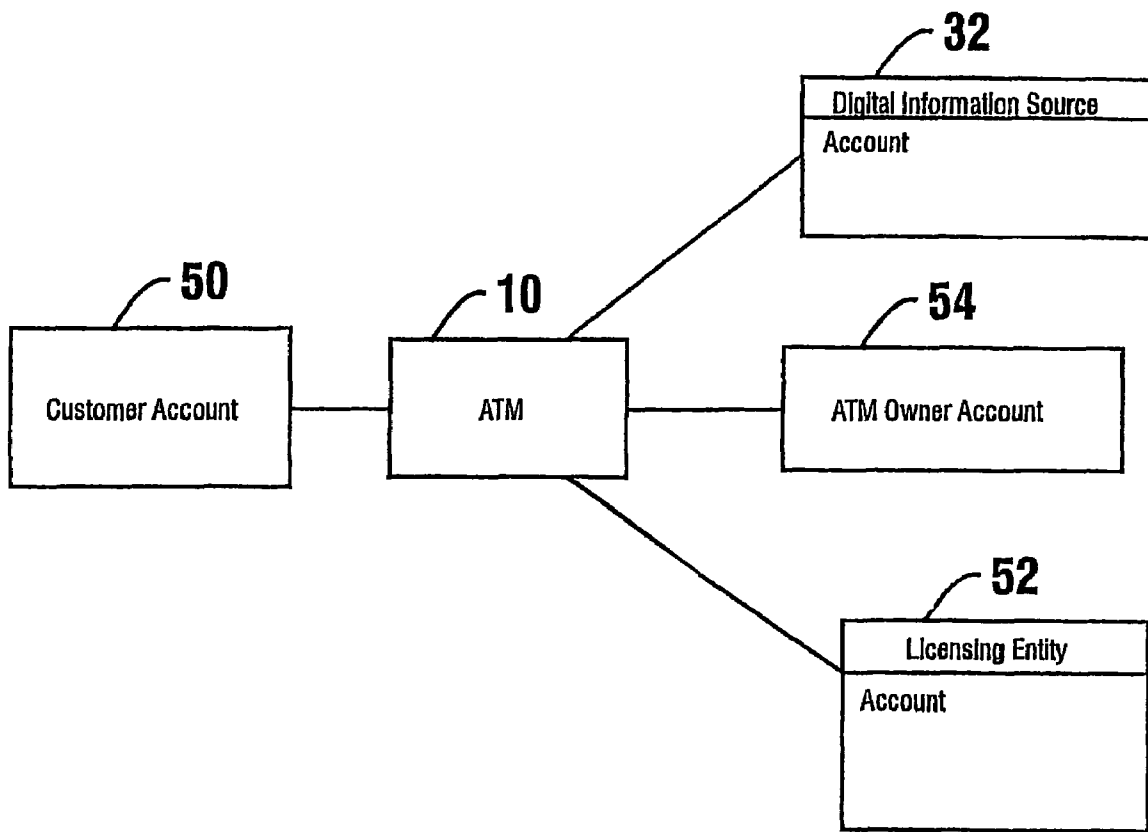 32
Digital Information Source
Account
50
Customer Account
10
ATM
54
ATM Owner Account
52
Licensing Entity
Account